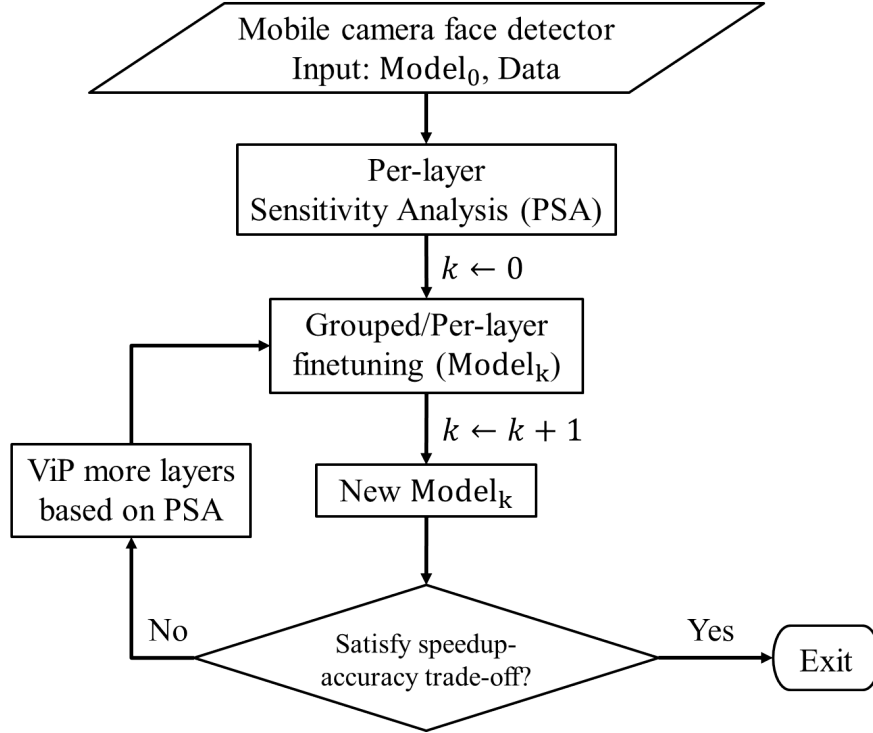 Mobile camera face detector
Input: Model₀, Data
Per-layer
Sensitivity Analysis (PSA)
k ← 0
Grouped/Per-layer
finetuning (Modelₖ)
k ← k + 1
ViP more layers
based on PSA
New Modelₖ
No
Satisfy speedup-
accuracy trade-off?
Yes
Exit